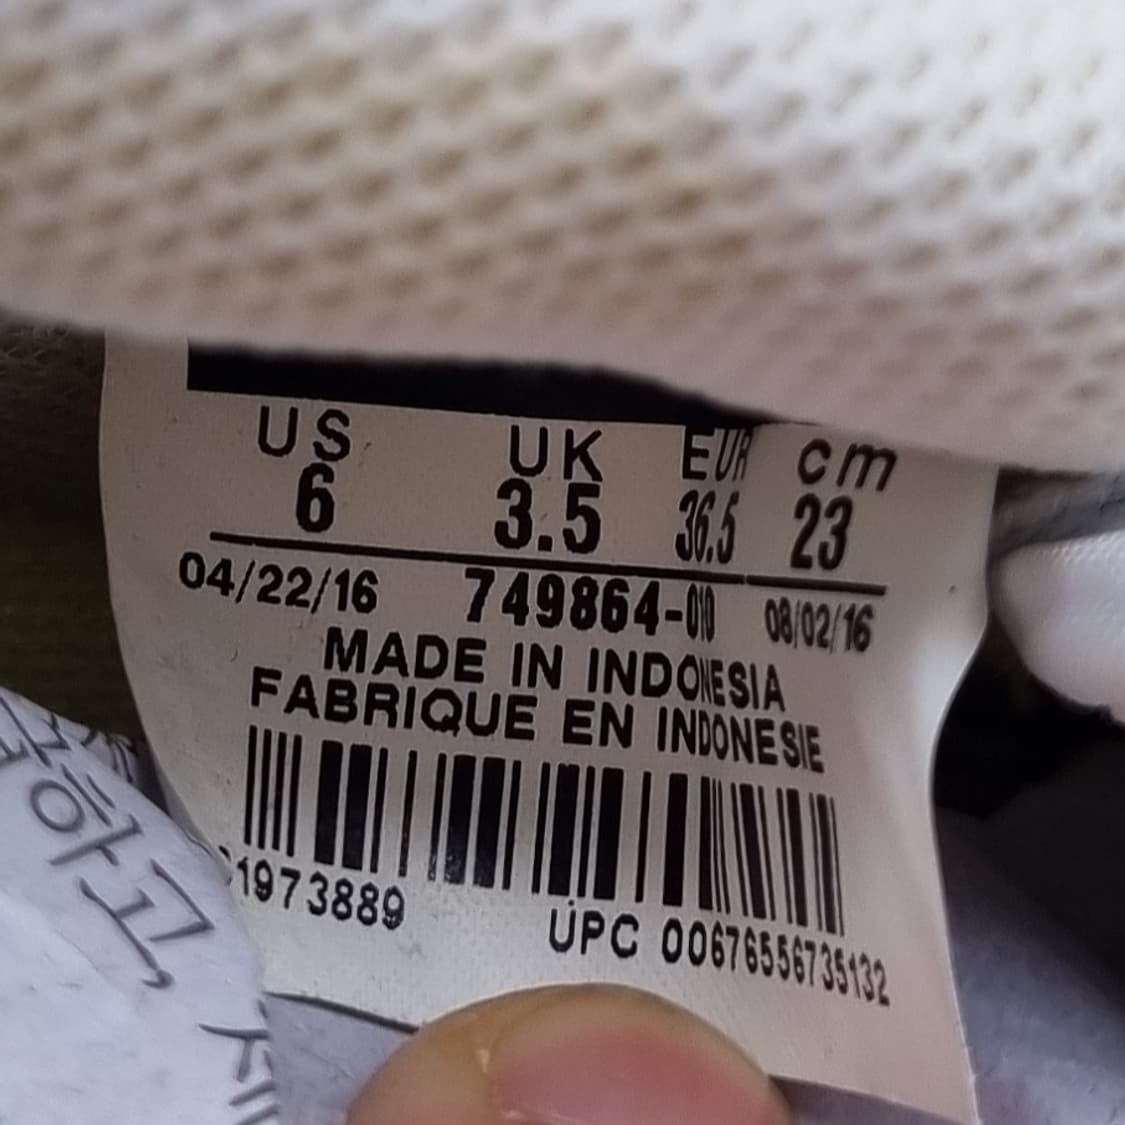 US UK EUR cm
6 3.5 36.5 23
04/22/16 749864-010 08/02/16
MADE IN INDONESIA
FABRIQUE EN INDONESIE
1973889
UPC 00676556735132